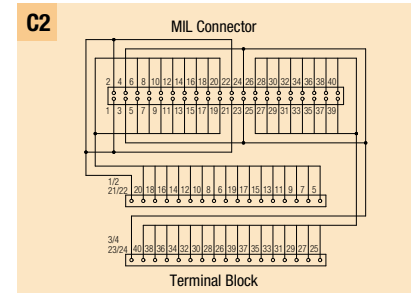 C2
MIL Connector
2 4 6 8 10 12 14 16 18 20 22 24 26 28 30 32 34 36 38 40
1 3 5 7 9 11 13 15 17 19 21 23 25 27 29 31 33 35 37 39
1/2
21/22 20 18 16 14 12 10 8 6 19 17 15 13 11 9 7 5
3/4
23/24 40 38 36 34 32 30 28 26 39 37 35 33 31 29 27 25
Terminal Block